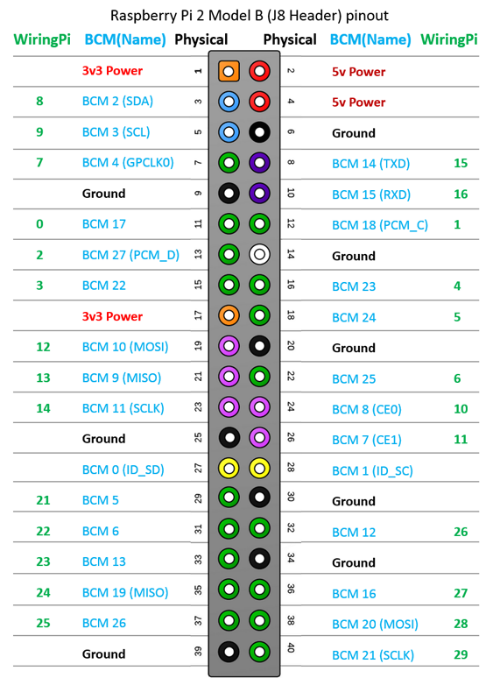 Raspberry Pi 2 Model B (J8 Header) pinout
WiringPi BCM(Name) Physical Physical BCM(Name) WiringPi
3v3 Power 1 2 5v Power
8 BCM 2 (SDA) 3 4 5v Power
9 BCM 3 (SCL) 5 6 Ground
7 BCM 4 (GPCLK0) 7 8 BCM 14 (TXD) 15
Ground 9 10 BCM 15 (RXD) 16
0 BCM 17 11 12 BCM 18 (PCM_C) 1
2 BCM 27 (PCM_D) 13 14 Ground
3 BCM 22 15 16 BCM 23 4
3v3 Power 17 18 BCM 24 5
12 BCM 10 (MOSI) 19 20 Ground
13 BCM 9 (MISO) 21 22 BCM 25 6
14 BCM 11 (SCLK) 23 24 BCM 8 (CE0) 10
Ground 25 26 BCM 7 (CE1) 11
BCM 0 (ID_SD) 27 28 BCM 1 (ID_SC)
21 BCM 5 29 30 Ground
22 BCM 6 31 32 BCM 12 26
23 BCM 13 33 34 Ground
24 BCM 19 (MISO) 35 36 BCM 16 27
25 BCM 26 37 38 BCM 20 (MOSI) 28
Ground 39 40 BCM 21 (SCLK) 29